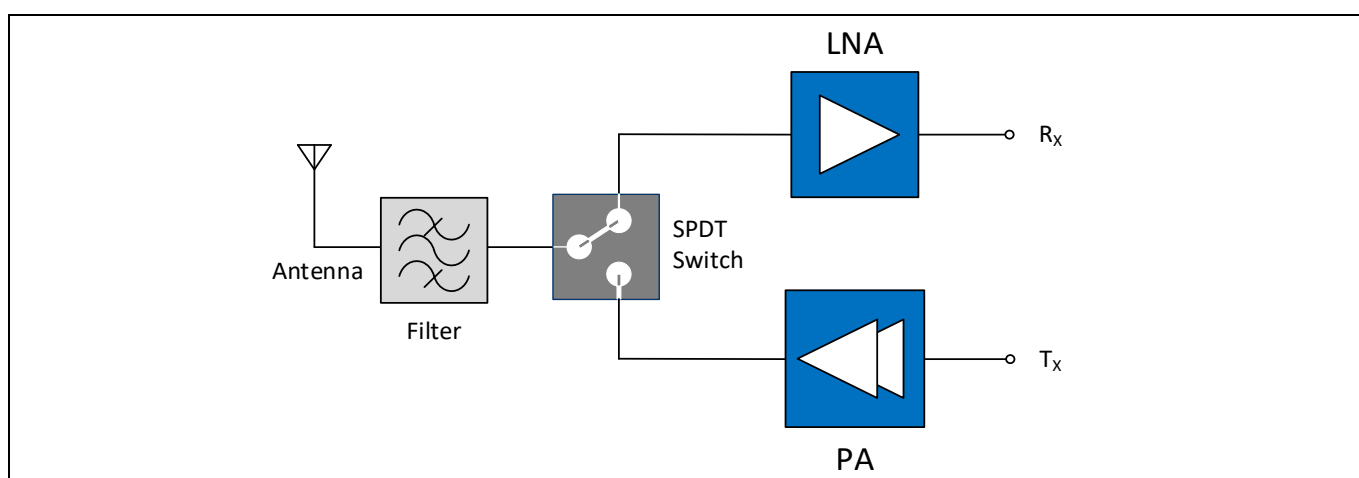 LNA
Rₓ
SPDT
Switch
Antenna
Filter
Tₓ
PA